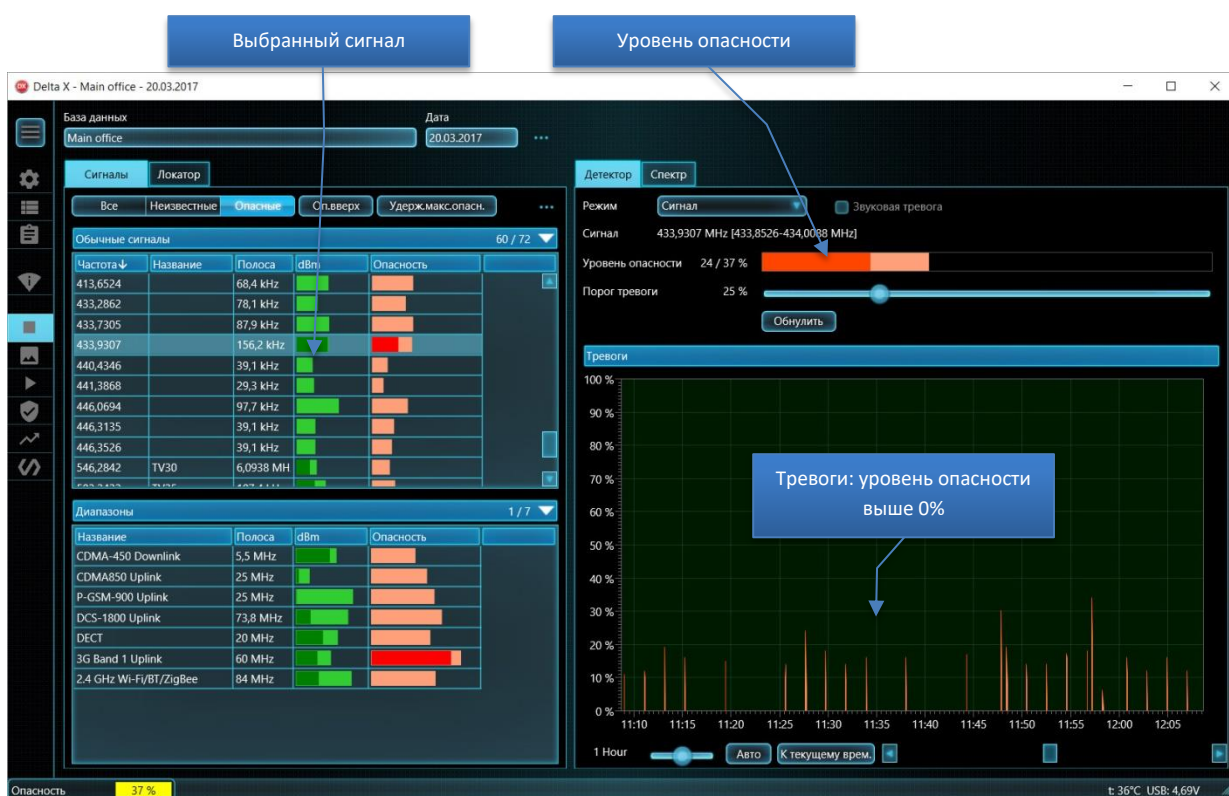 Выбранный сигнал
Уровень опасности
Delta X - Main office - 20.03.2017
База данных
Дата
Main office
20.03.2017
Сигналы Локатор
Все Неизвестные Опасные Оп.вверх Удерж.макс.опасн.
Обычные сигналы 60 / 72
Частота Название Полоса dBm Опасность
413,6524 68,4 kHz
433,2862 78,1 kHz
433,7305 87,9 kHz
433,9307 156,2 kHz
440,4346 39,1 kHz
441,3868 29,3 kHz
446,0694 97,7 kHz
446,3135 39,1 kHz
446,3526 39,1 kHz
546,2842 TV30 6,0938 MH
Диапазоны 1 / 7
Название Полоса dBm Опасность
CDMA-450 Downlink 5,5 MHz
CDMA850 Uplink 25 MHz
P-GSM-900 Uplink 25 MHz
DCS-1800 Uplink 73,8 MHz
DECT 20 MHz
3G Band 1 Uplink 60 MHz
2.4 GHz Wi-Fi/BT/ZigBee 84 MHz
Детектор Спектр
Режим Сигнал Звуковая тревога
Сигнал 433,9307 MHz [433,8526-434,0088 MHz]
Уровень опасности 24 / 37 %
Порог тревоги 25 %
Обнулить
Тревоги
100 %
90 %
80 %
70 %
60 %
50 %
40 %
30 %
20 %
10 %
0 %
Тревоги: уровень опасности
выше 0%
11:10 11:15 11:20 11:25 11:30 11:35 11:40 11:45 11:50 11:55 12:00 12:05
1 Hour Авто К текущему врем.
Опасность 37 %
t: 36°C USB: 4,69V